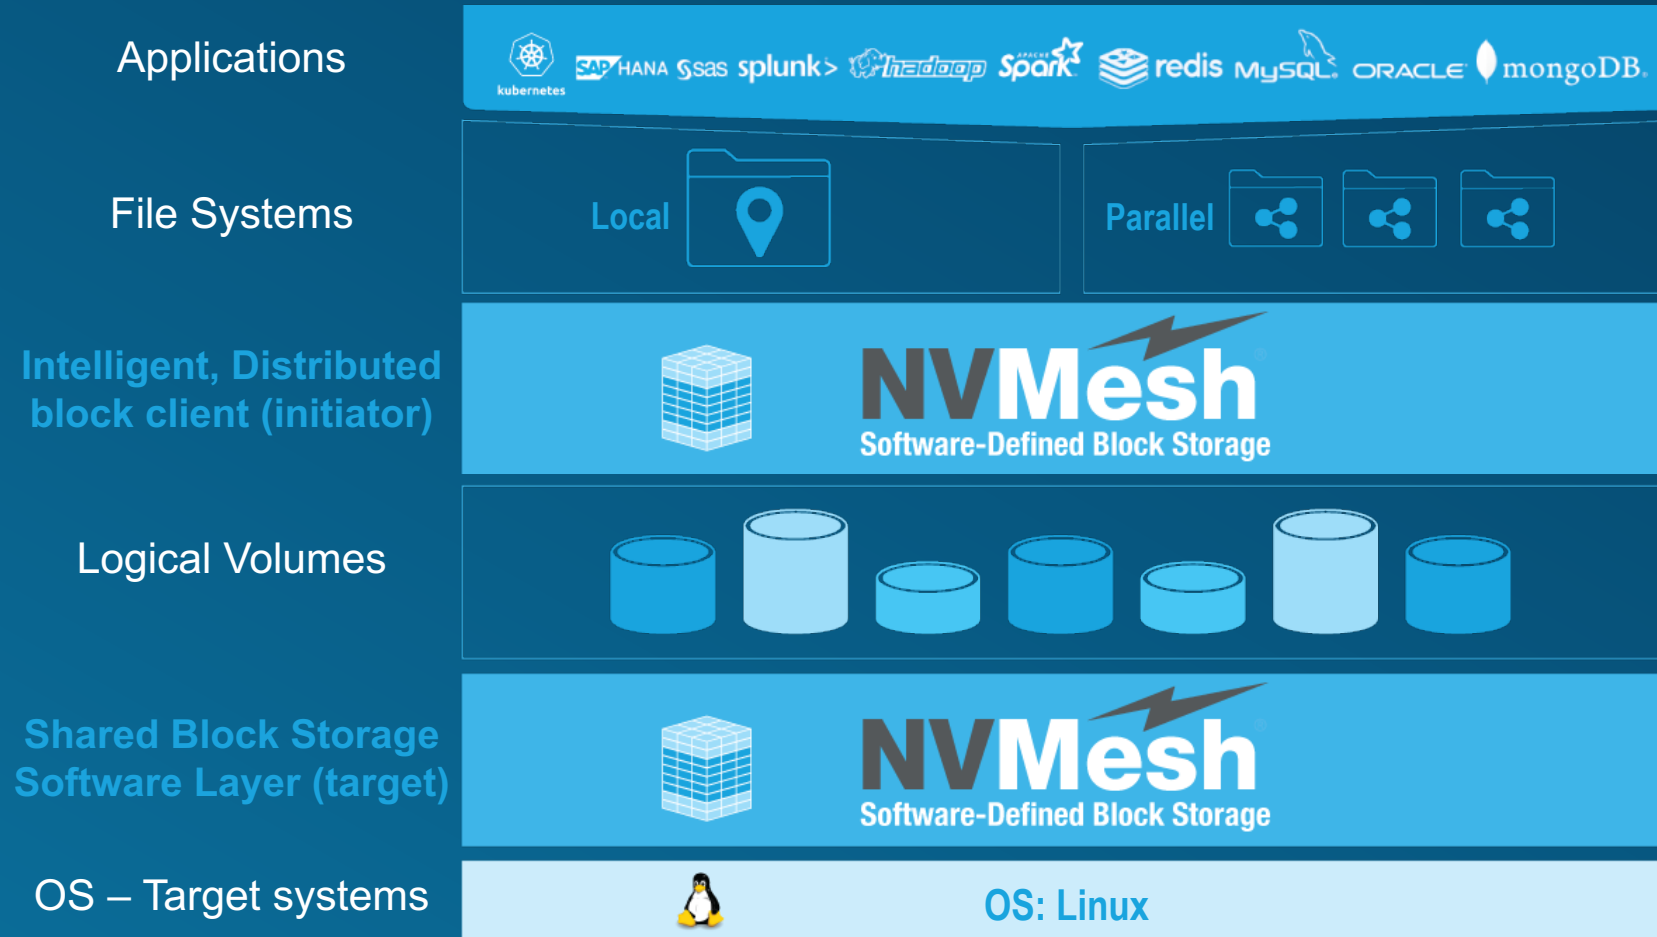 Applications
kubernetes
SAP HANA
sas
splunk>
hadoop
APACHE
Spark
redis
MySQL
ORACLE
mongoDB
File Systems
Local
Parallel
Intelligent, Distributed
block client (initiator)
NVMesh
Software-Defined Block Storage
Logical Volumes
Shared Block Storage
Software Layer (target)
NVMesh
Software-Defined Block Storage
OS – Target systems
OS: Linux